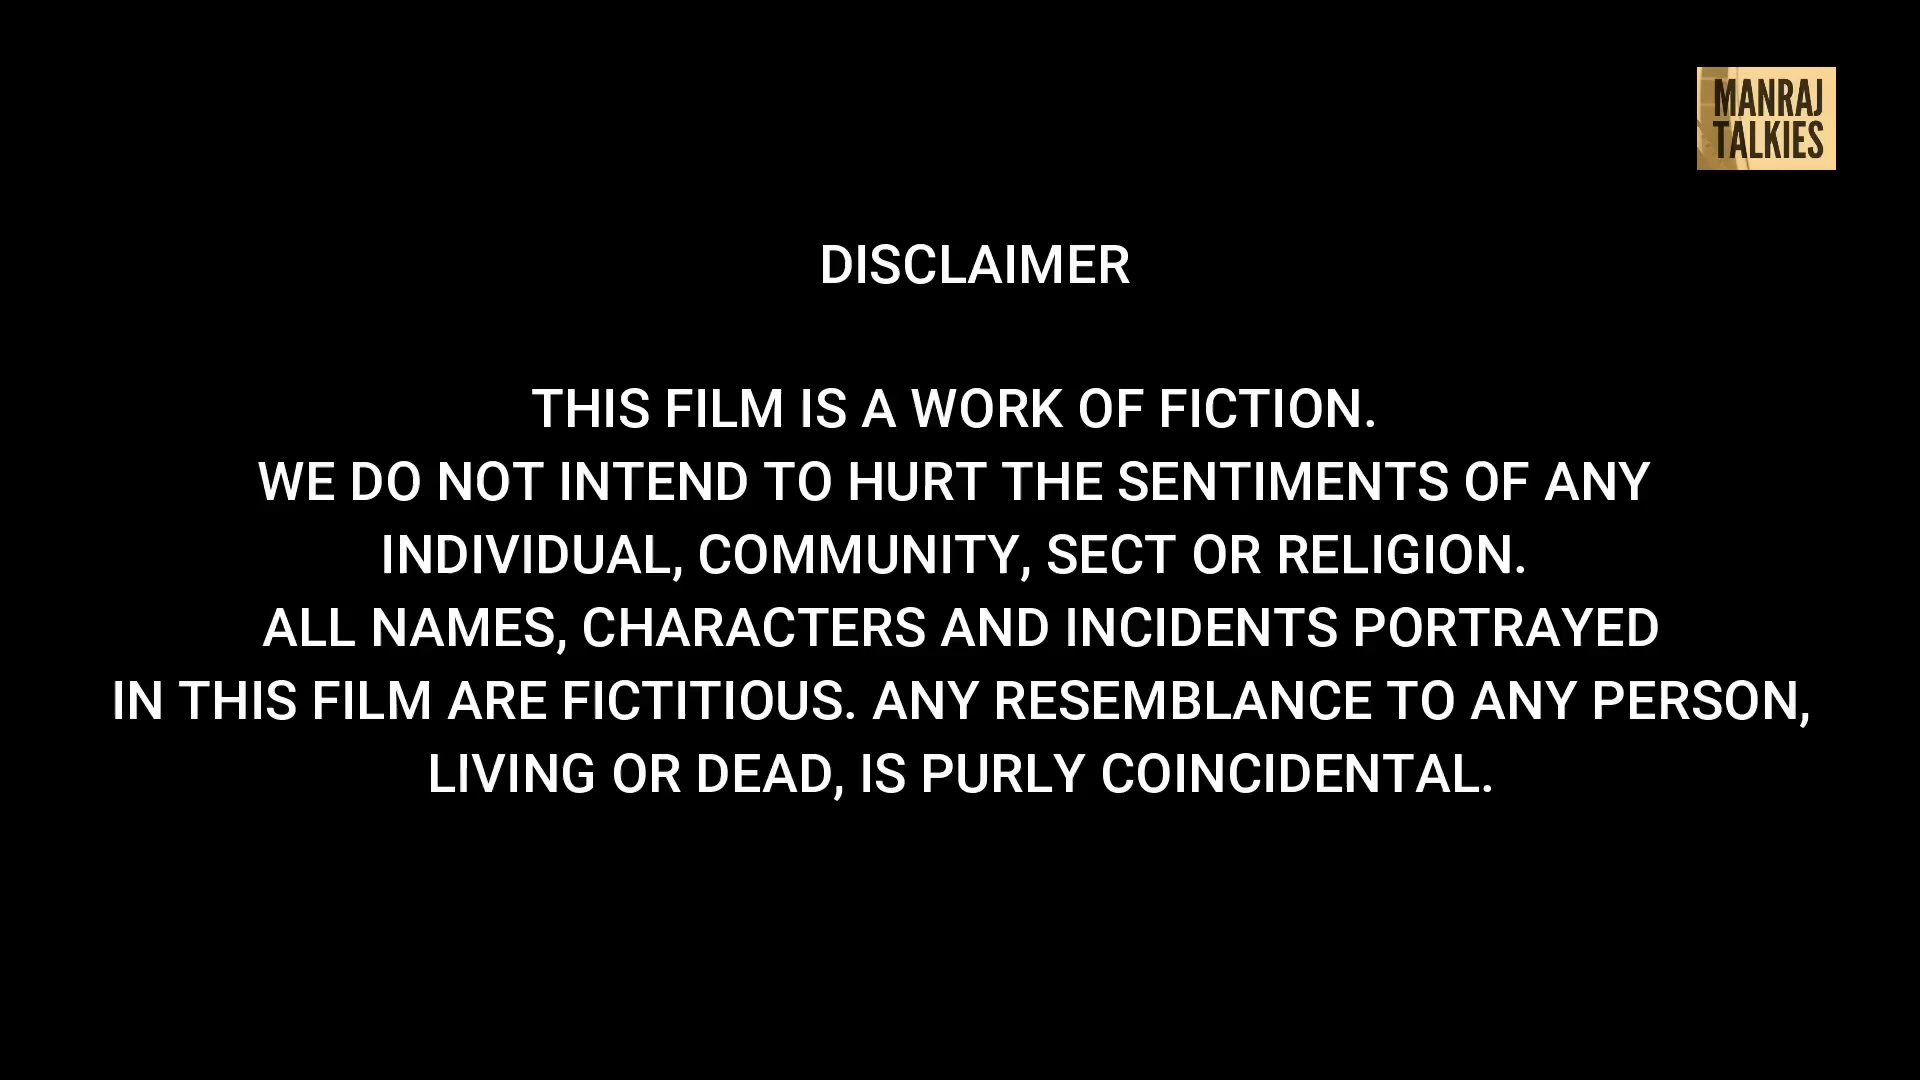 MANRAJ
TALKIES
DISCLAIMER
THIS FILM IS A WORK OF FICTION.
WE DO NOT INTEND TO HURT THE SENTIMENTS OF ANY
INDIVIDUAL, COMMUNITY, SECT OR RELIGION.
ALL NAMES, CHARACTERS AND INCIDENTS PORTRAYED
IN THIS FILM ARE FICTITIOUS. ANY RESEMBLANCE TO ANY PERSON,
LIVING OR DEAD, IS PURLY COINCIDENTAL.